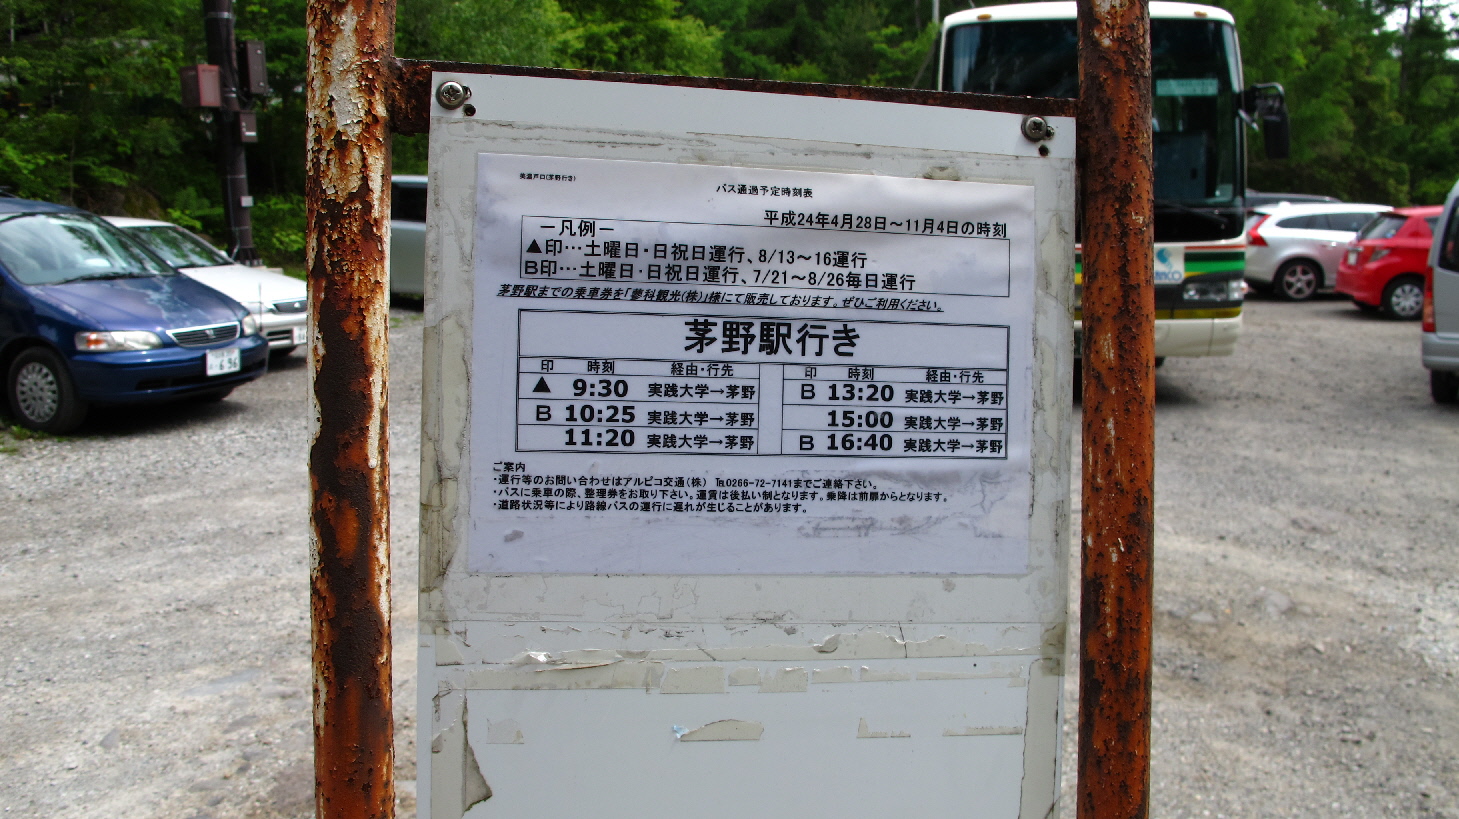 美濃戸口(茅野行き)
バス通過予定時刻表
平成24年4月28日～11月4日の時刻
－凡例－
▲印…土曜日・日祝日運行、8/13～16運行
B印…土曜日・日祝日運行、7/21～8/26毎日運行
茅野駅までの乗車券を「蓼科観光(株)」様にて販売しております。ぜひご利用ください。
茅野駅行き
印 時刻 経由・行先 印 時刻 経由・行先
▲ 9:30 実践大学→茅野 B 13:20 実践大学→茅野
B 10:25 実践大学→茅野 15:00 実践大学→茅野
11:20 実践大学→茅野 B 16:40 実践大学→茅野
ご案内
・運行等のお問い合わせはアルピコ交通(株) ℡0266-72-7141までご連絡下さい。
・バスに乗車の際、整理券をお取り下さい。運賃は後払い制となります。乗降は前扉からとなります。
・道路状況等により路線バスの運行に遅れが生じることがあります。
・6 96